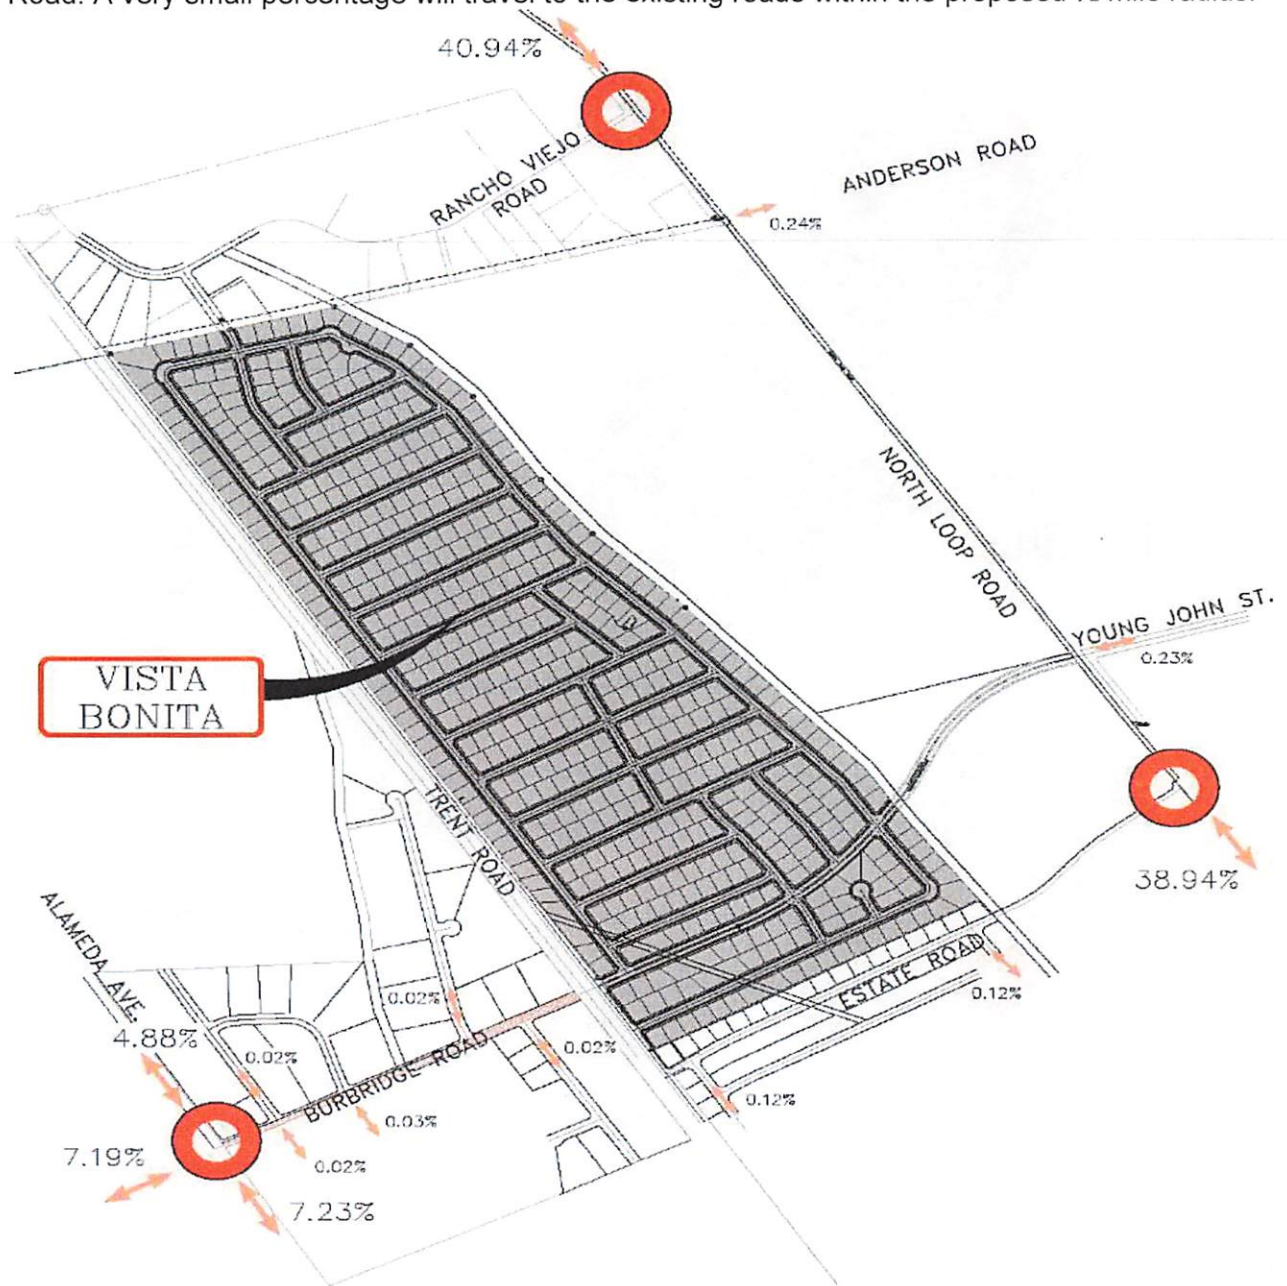 Road. A very small percentage will travel to the existing roads within the proposed ½ mile radius.
40.94%
RANCHO VIEJO
ROAD
ANDERSON ROAD
0.24%
NORTH LOOP ROAD
YOUNG JOHN ST.
0.23%
VISTA
BONITA
TRENT ROAD
38.94%
ALAMEDA AVE.
ESTATE ROAD
0.12%
0.02%
4.88%
0.02%
0.02%
BURBRIDGE ROAD
0.12%
0.03%
7.19%
0.02%
7.23%